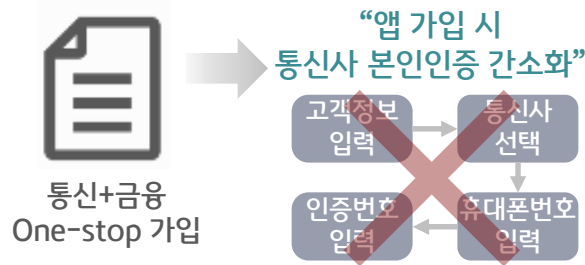 “앱 가입 시
통신사 본인인증 간소화”
고객정보
입력
통신사
선택
인증번호
입력
휴대폰번호
입력
통신+금융
One-stop 가입